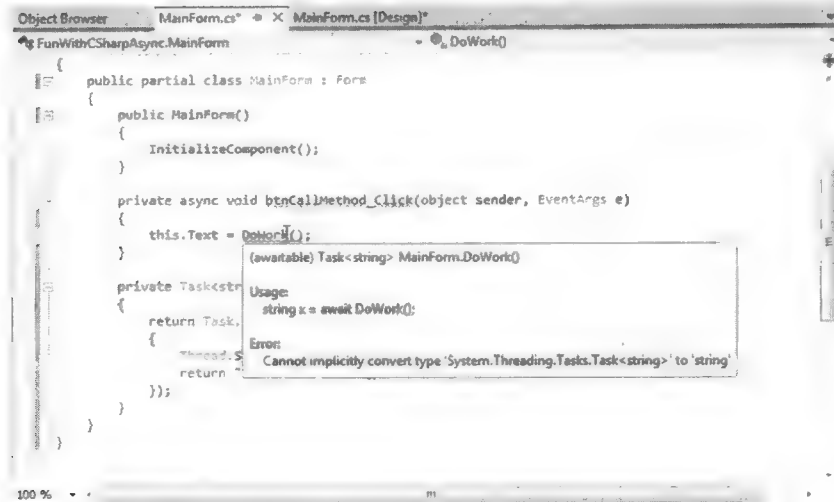 Object Browser MainForm.cs* MainForm.cs [Design]*
FunWithCSharpAsync.MainForm DoWork()
{
public partial class MainForm : Form
{
public MainForm()
{
InitializeComponent();
}
private async void btnCallMethod_Click(object sender, EventArgs e)
{
this.Text = DoWork();
}
(awaitable) Task<string> MainForm.DoWork()
Usage:
string x = await DoWork();
Error:
Cannot implicitly convert type 'System.Threading.Tasks.Task<string>' to 'string'
private Task<str
{
return Task.
{
Thread.S
return "
});
}
}
}
100 %